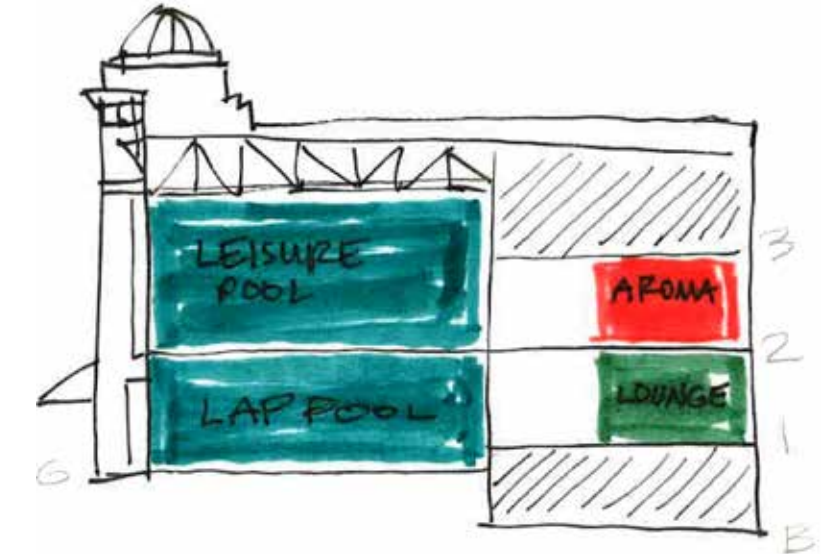 LEISURE
POOL
3
AROMA
2
LAP POOL
LOUNGE
1
G
B